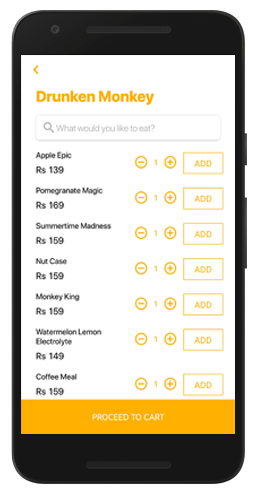 Drunken Monkey
What would you like to eat?
Apple Epic
Rs 139
1
ADD
Pomegranate Magic
Rs 169
1
ADD
Summertime Madness
Rs 159
1
ADD
Nut Case
Rs 159
1
ADD
Monkey King
Rs 159
1
ADD
Watermelon Lemon
Electrolyte
Rs 149
1
ADD
Coffee Meal
Rs 159
1
ADD
PROCEED TO CART